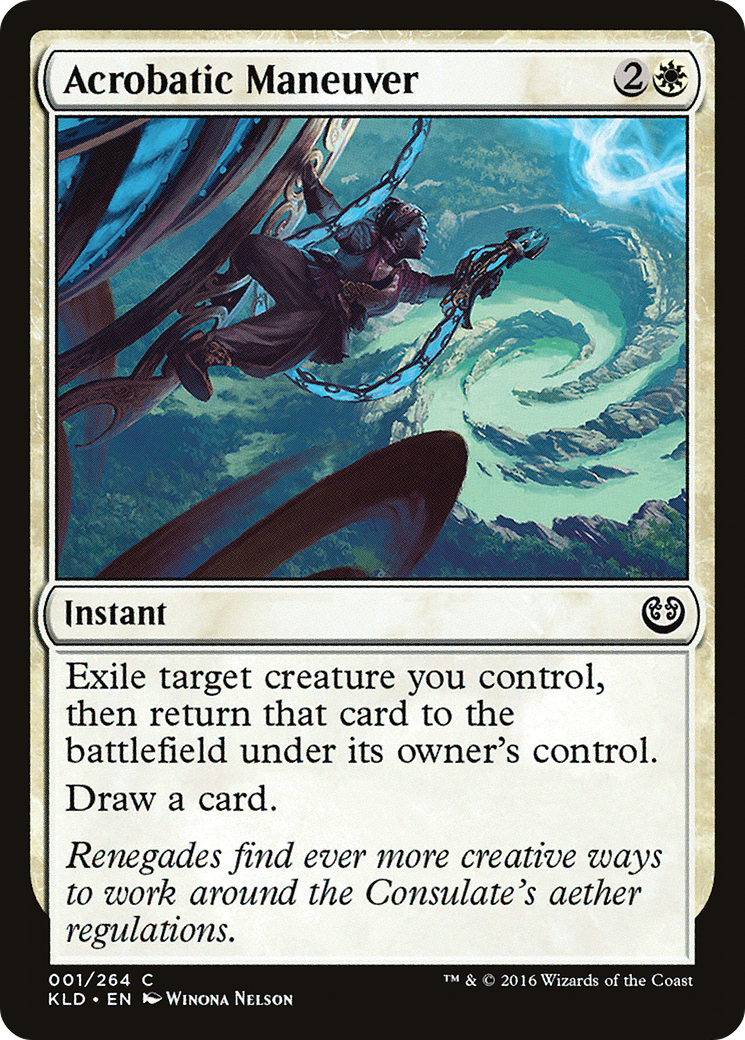 Acrobatic Maneuver 2
Instant
Exile target creature you control,
then return that card to the
battlefield under its owner's control.
Draw a card.
Renegades find ever more creative ways
to work around the Consulate's aether
regulations.
001/264 C
KLD • EN Winona Nelson
™ & © 2016 Wizards of the Coast